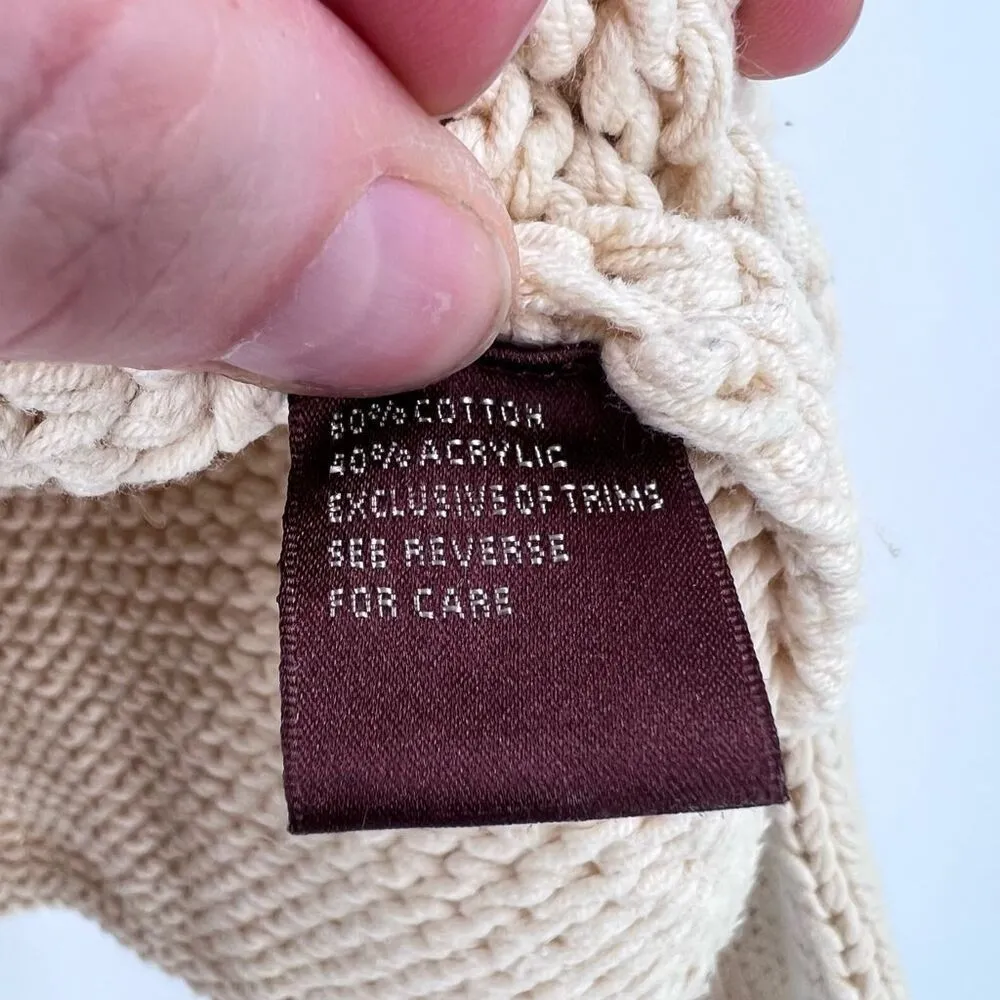 60% COTTON
40% ACRYLIC
EXCLUSIVE OF TRIMS
SEE REVERSE
FOR CARE